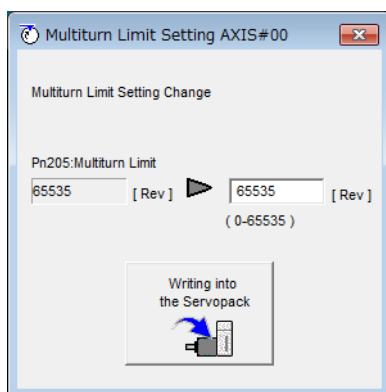 Multiturn Limit Setting AXIS#00
Multiturn Limit Setting Change
Pn205:Multiturn Limit
65535 [ Rev ] 65535 [ Rev ]
( 0-65535 )
Writing into
the Servopack